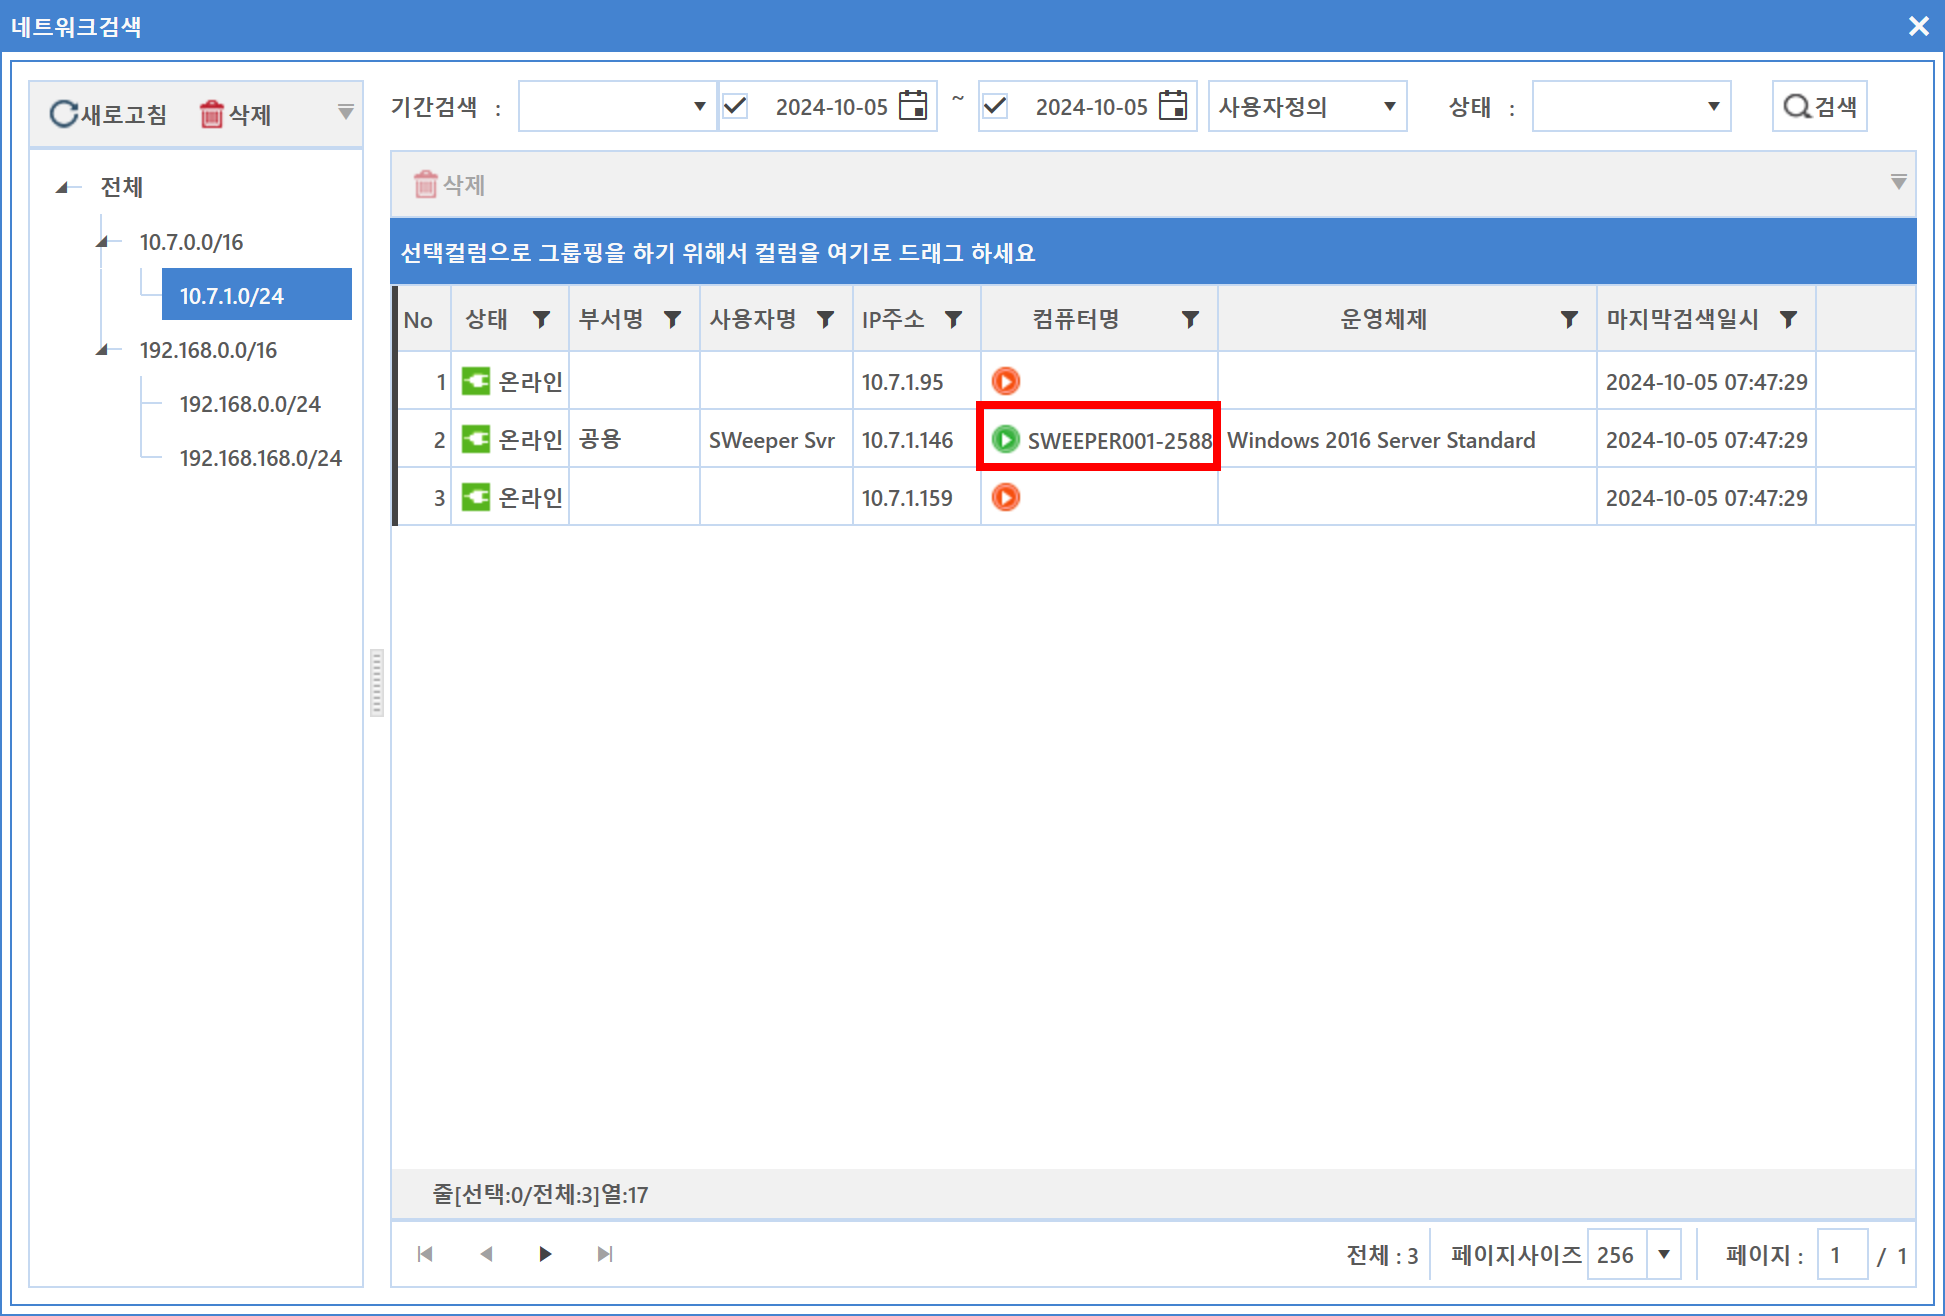 네트워크검색
새로고침 삭제
기간검색 : 2024-10-05 ~ 2024-10-05 사용자정의 상태 : 검색
전체
10.7.0.0/16
10.7.1.0/24
192.168.0.0/16
192.168.0.0/24
192.168.168.0/24
삭제
선택컬럼으로 그룹핑을 하기 위해서 컬럼을 여기로 드래그 하세요
No 상태 부서명 사용자명 IP주소 컴퓨터명 운영체제 마지막검색일시
1 온라인 10.7.1.95 2024-10-05 07:47:29
2 온라인 공용 SWeeper Svr 10.7.1.146 SWEEPER001-2588 Windows 2016 Server Standard 2024-10-05 07:47:29
3 온라인 10.7.1.159 2024-10-05 07:47:29
줄[선택:0/전체:3]열:17
전체 : 3 페이지사이즈 256 페이지 : 1 / 1